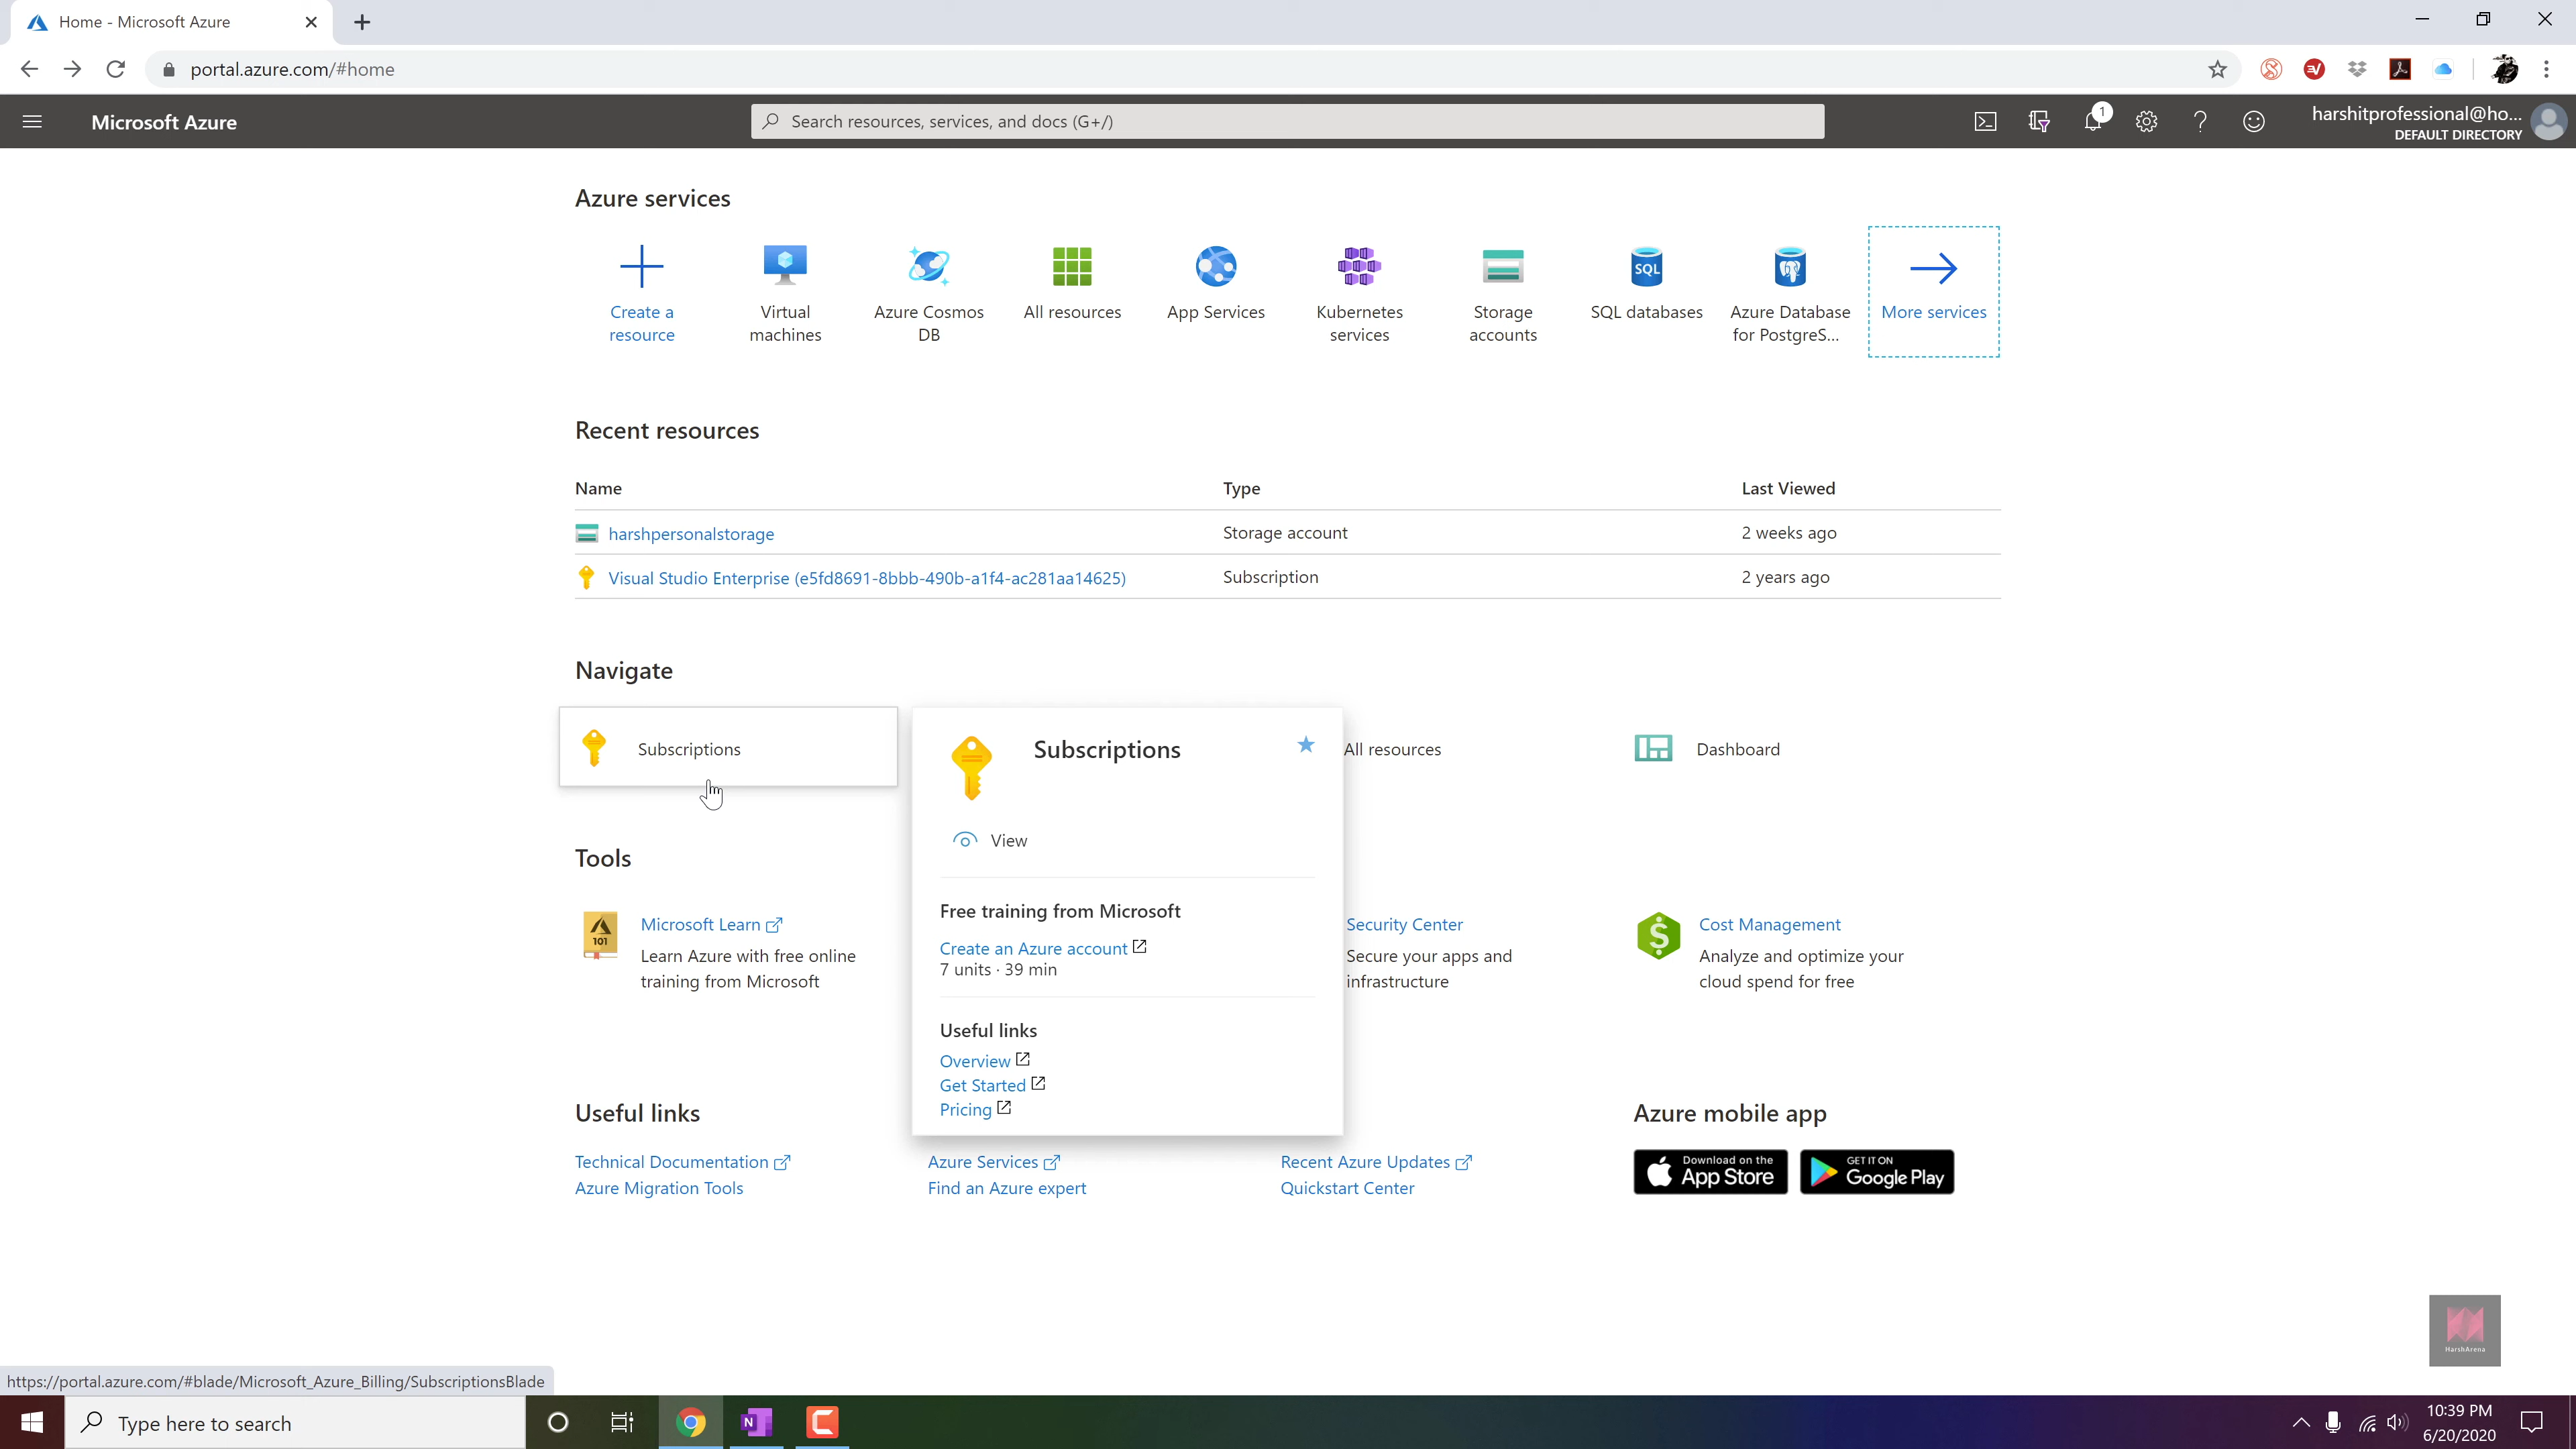 Home - Microsoft Azure
portal.azure.com/#home
Microsoft Azure
Search resources, services, and docs (G+/)
1
harshitprofessional@ho...
DEFAULT DIRECTORY
Azure services
Create a
resource
Virtual
machines
Azure Cosmos
DB
All resources
App Services
Kubernetes
services
Storage
accounts
SQL
SQL databases
Azure Database
for PostgreS...
More services
Recent resources
Name Type Last Viewed
harshpersonalstorage Storage account 2 weeks ago
Visual Studio Enterprise (e5fd8691-8bbb-490b-a1f4-ac281aa14625) Subscription 2 years ago
Navigate
Subscriptions
Subscriptions
View
Free training from Microsoft
Create an Azure account
7 units · 39 min
Useful links
Overview
Get Started
Pricing
All resources
Dashboard
Tools
101
Microsoft Learn
Learn Azure with free online
training from Microsoft
Security Center
Secure your apps and
infrastructure
Cost Management
Analyze and optimize your
cloud spend for free
Useful links
Technical Documentation
Azure Migration Tools
Azure Services
Find an Azure expert
Recent Azure Updates
Quickstart Center
Azure mobile app
Download on the
App Store
GET IT ON
Google Play
HarshArena
https://portal.azure.com/#blade/Microsoft_Azure_Billing/SubscriptionsBlade
Type here to search
N
10:39 PM
6/20/2020